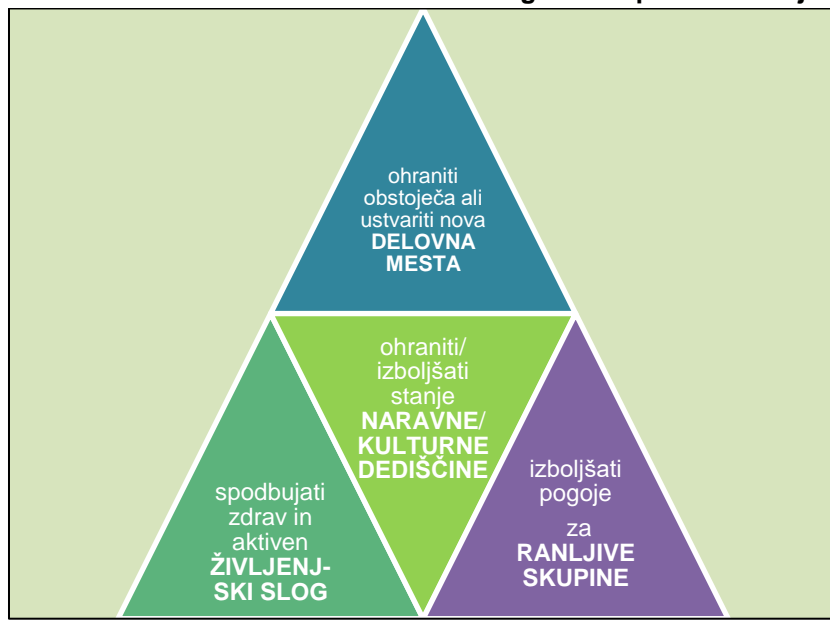 ohraniti
obstoječa ali
ustvariti nova
DELOVNA
MESTA
ohraniti/
izboljšati
stanje
NARAVNE/
KULTURNE
DEDIŠČINE
spodbujati
zdrav in
aktiven
ŽIVLJENJ-
SKI SLOG
izboljšati
pogoje
za
RANLJIVE
SKUPINE